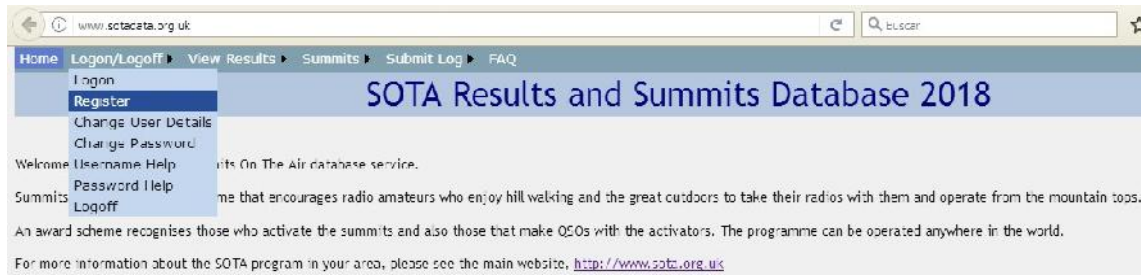 www.sotadata.org.uk
Buscar
Home Logon/Logoff View Results Summits Submit Log FAQ
Logon
Register
Change User Details
Change Password
Username Help
Password Help
Logoff
SOTA Results and Summits Database 2018
Welcome its On The Air database service.
Summits me that encourages radio amateurs who enjoy hill walking and the great outdoors to take their radios with them and operate from the mountain tops.
An award scheme recognises those who activate the summits and also those that make QSOs with the activators. The programme can be operated anywhere in the world.
For more information about the SOTA program in your area, please see the main website, http://www.sota.org.uk